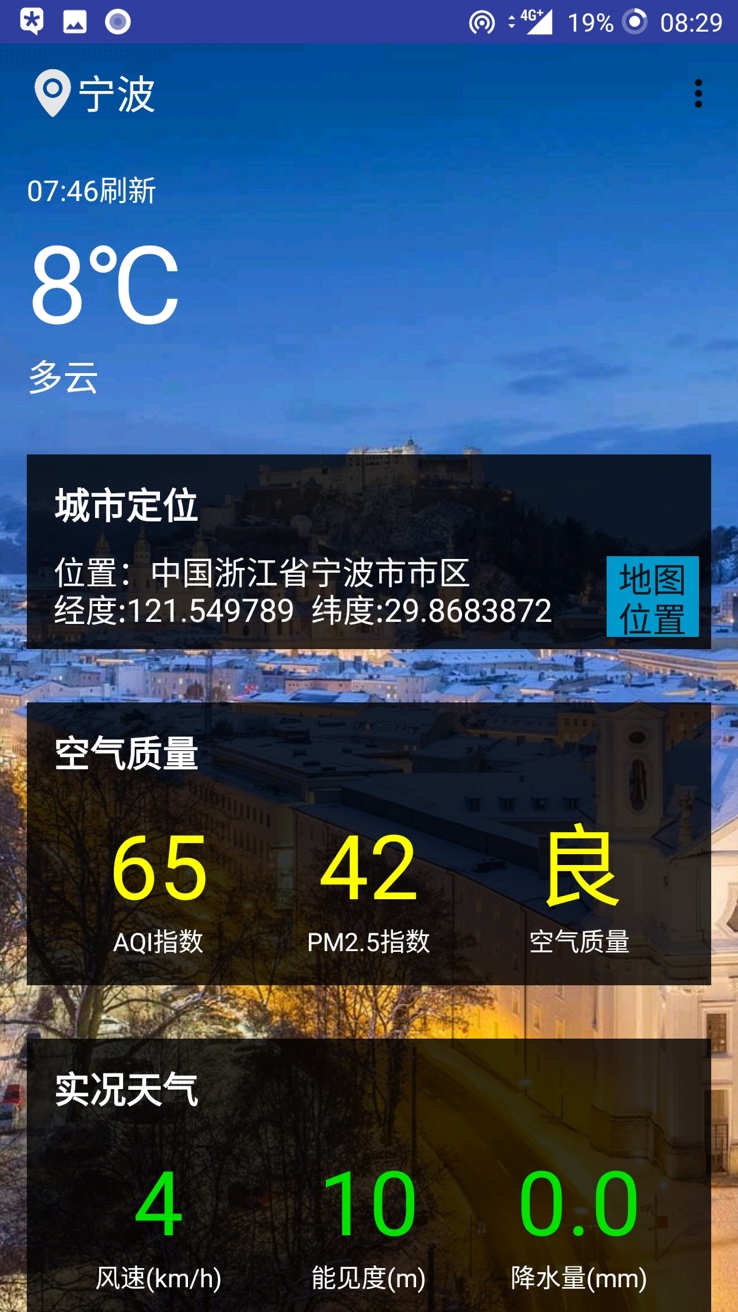 4G+ 19% 08:29
宁波
07:46刷新
8℃
多云
城市定位
位置：中国浙江省宁波市市区
经度:121.549789 纬度:29.8683872
地图
位置
空气质量
65 42 良
AQI指数 PM2.5指数 空气质量
实况天气
4 10 0.0
风速(km/h) 能见度(m) 降水量(mm)